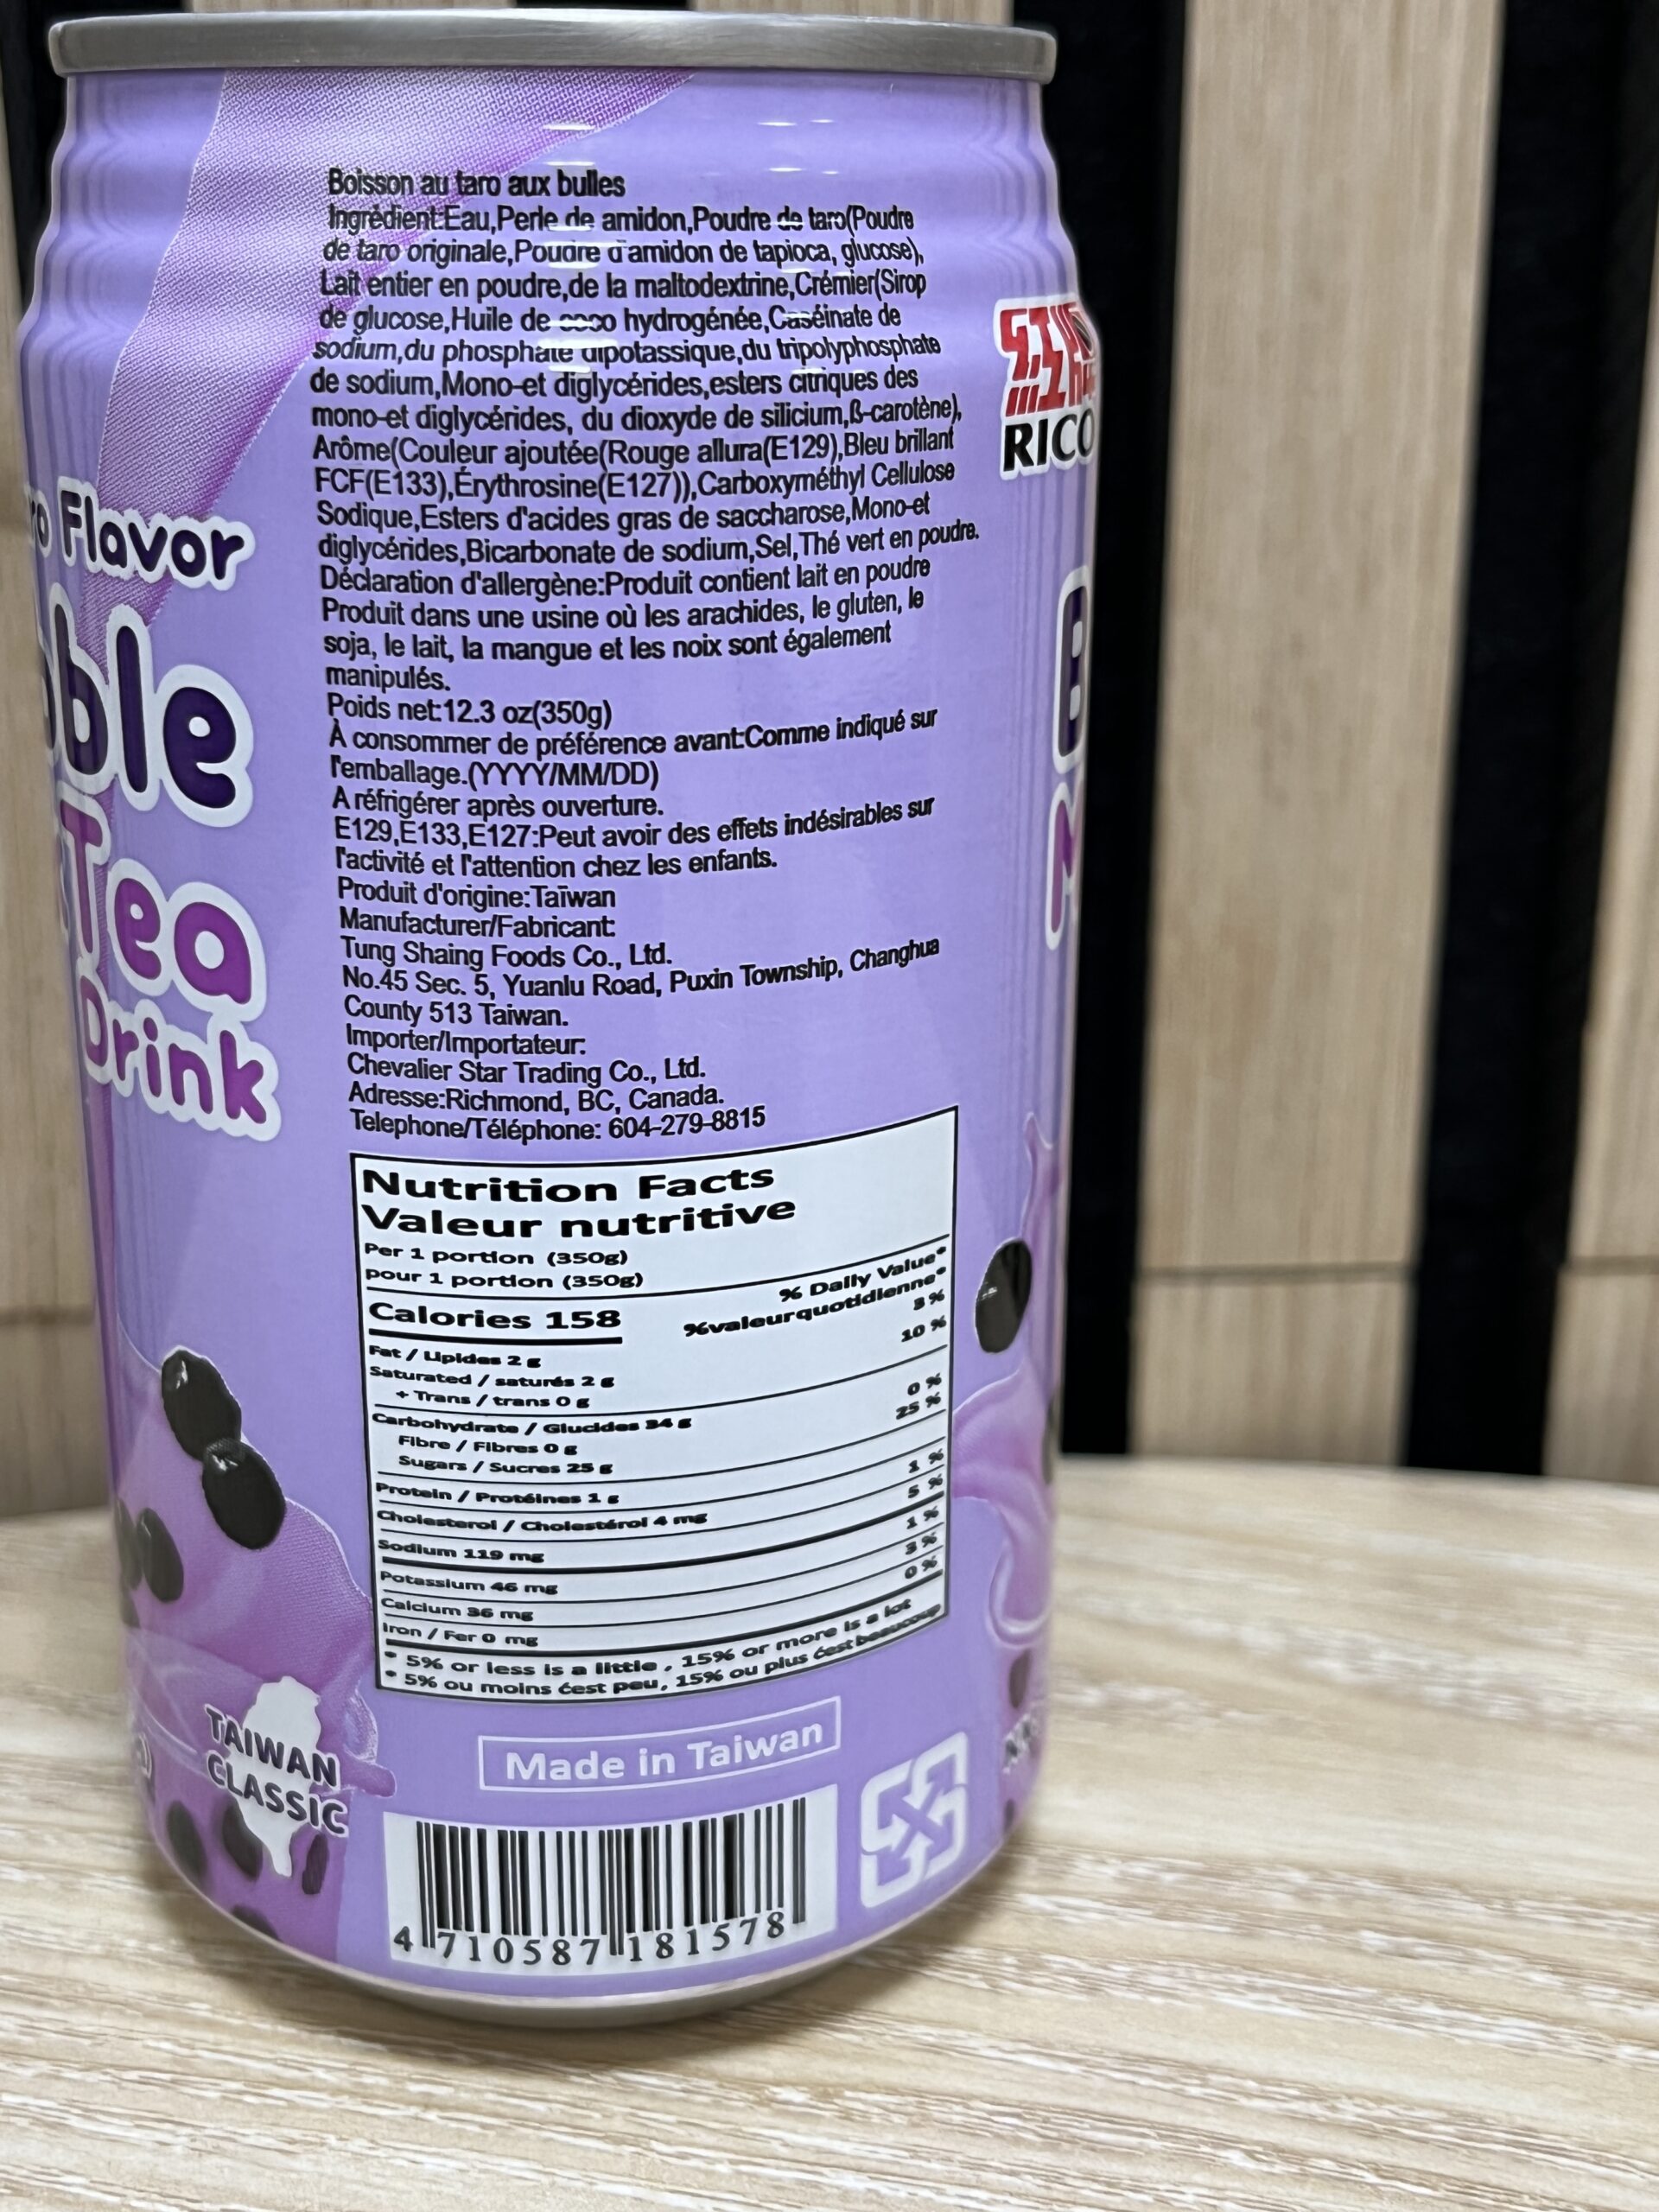 Boisson au taro aux bulles
Ingrédient:Eau,Perle de amidon,Poudre de taro(Poudre
de taro originale,Poudre d'amidon de tapioca, glucose),
Lait entier en poudre,de la maltodextrine,Crémier(Sirop
de glucose,Huile de coco hydrogénée,Caséinate de
sodium,du phosphate dipotassique,du tripolyphosphate
de sodium,Mono-et diglycérides,esters citriques des
mono-et diglycérides, du dioxyde de silicium,ß-carotène),
Arôme(Couleur ajoutée(Rouge allura(E129),Bleu brillant
FCF(E133),Érythrosine(E127)),Carboxyméthyl Cellulose
Sodique,Esters d'acides gras de saccharose,Mono-et
diglycérides,Bicarbonate de sodium,Sel,Thé vert en poudre.
Déclaration d'allergène:Produit contient lait en poudre
Produit dans une usine où les arachides, le gluten, le
soja, le lait, la mangue et les noix sont également
manipulés.
Poids net:12.3 oz(350g)
À consommer de préférence avant:Comme indiqué sur
l'emballage.(YYYY/MM/DD)
A réfrigérer après ouverture.
E129,E133,E127:Peut avoir des effets indésirables sur
l'activité et l'attention chez les enfants.
Produit d'origine:Taïwan
Manufacturer/Fabricant:
Tung Shaing Foods Co., Ltd.
No.45 Sec. 5, Yuanlu Road, Puxin Township, Changhua
County 513 Taiwan.
Importer/Importateur:
Chevalier Star Trading Co., Ltd.
Adresse:Richmond, BC, Canada.
Telephone/Téléphone: 604-279-8815
Nutrition Facts
Valeur nutritive
Per 1 portion (350g)
pour 1 portion (350g)
% Daily Value*
Calories 158 %valeurquotidienne*
Fat / Lipides 2 g 3 %
Saturated / saturés 2 g 10 %
+ Trans / trans 0 g
Carbohydrate / Glucides 34 g
Fibre / Fibres 0 g 0 %
Sugars / Sucres 25 g 25 %
Protein / Protéines 1 g
Cholesterol / Cholestérol 4 mg 1 %
Sodium 119 mg 5 %
Potassium 46 mg 1 %
Calcium 36 mg 3 %
Iron / Fer 0 mg 0 %
* 5% or less is a little , 15% or more is a lot
* 5% ou moins ćest peu, 15% ou plus ćest beaucoup
Made in Taiwan
4 710587 181578
Flavor
Tea
Drink
TAIWAN
CLASSIC
RICO